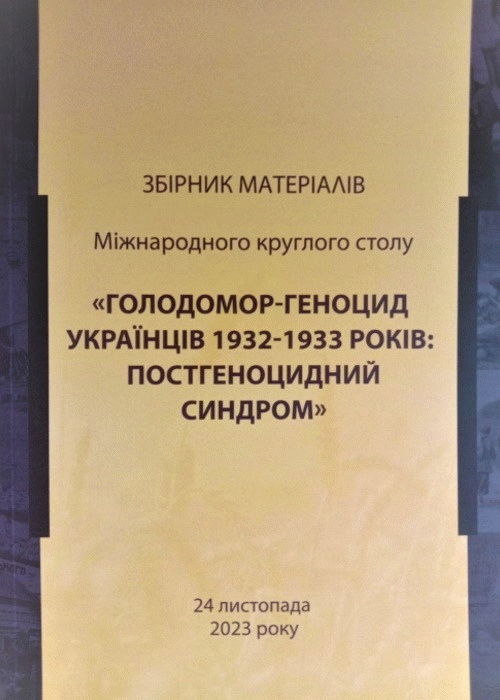 ЗБІРНИК МАТЕРІАЛІВ
Міжнародного круглого столу
«ГОЛОДОМОР-ГЕНОЦИД
УКРАЇНЦІВ 1932-1933 РОКІВ:
ПОСТГЕНОЦИДНИЙ
СИНДРОМ»
24 листопада
2023 року